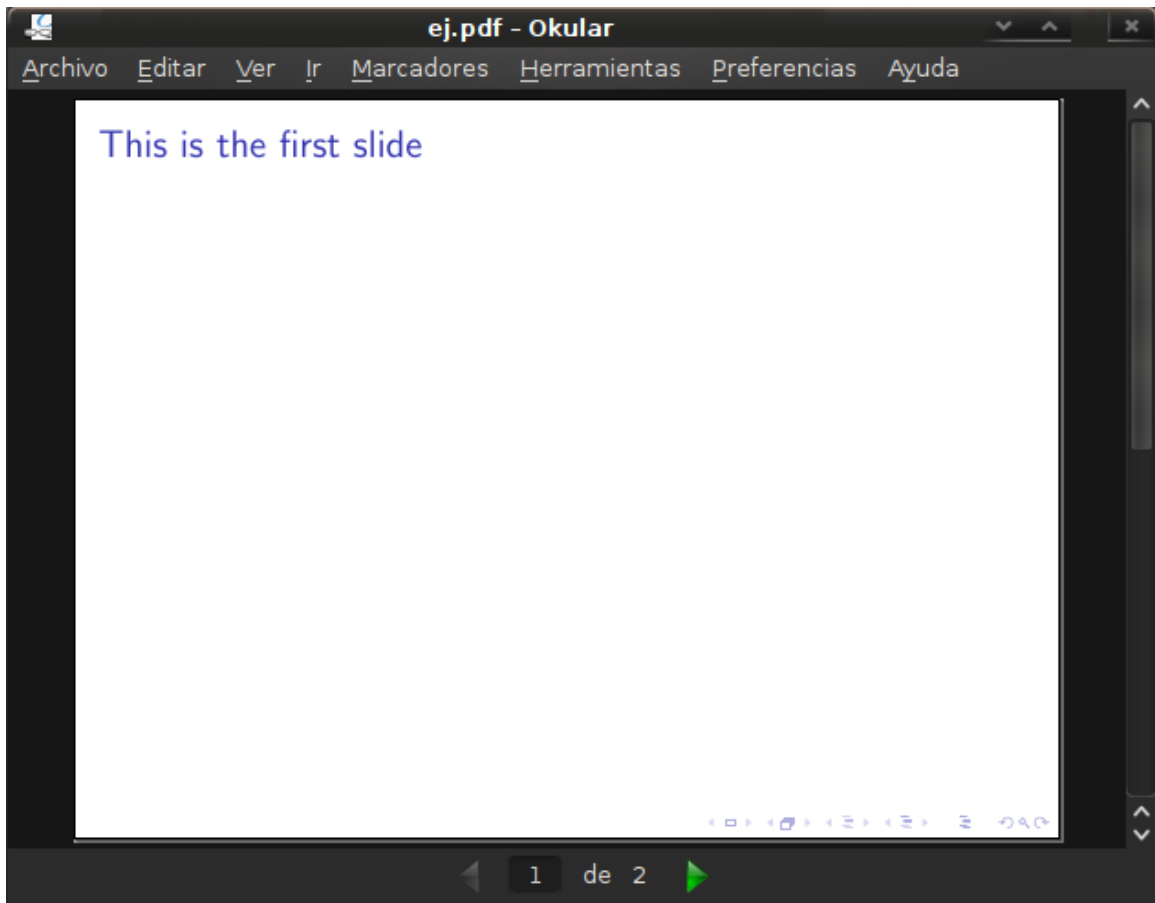 ej.pdf – Okular
Archivo Editar Ver Ir Marcadores Herramientas Preferencias Ayuda
This is the first slide
1 de 2